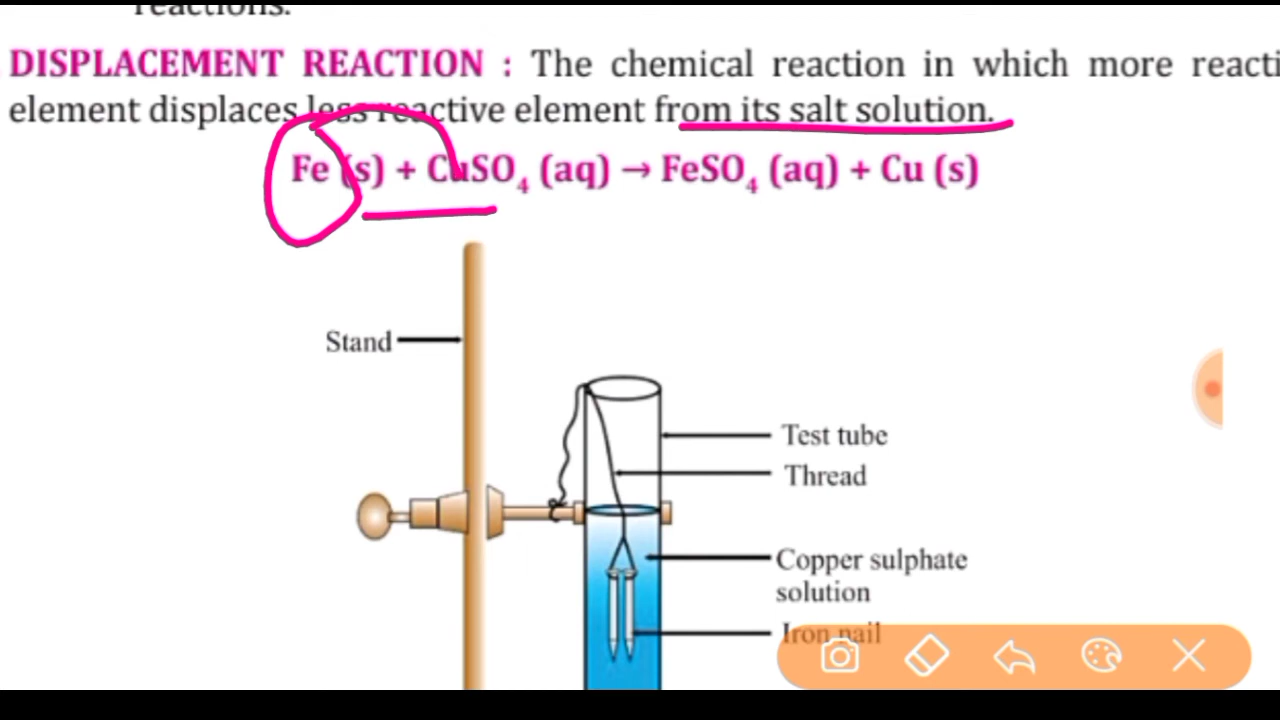 reactions.
DISPLACEMENT REACTION : The chemical reaction in which more reacti
element displaces less reactive element from its salt solution.
Fe (s) + CuSO₄ (aq) → FeSO₄ (aq) + Cu (s)
Stand
Test tube
Thread
Copper sulphate
solution
Iron nail